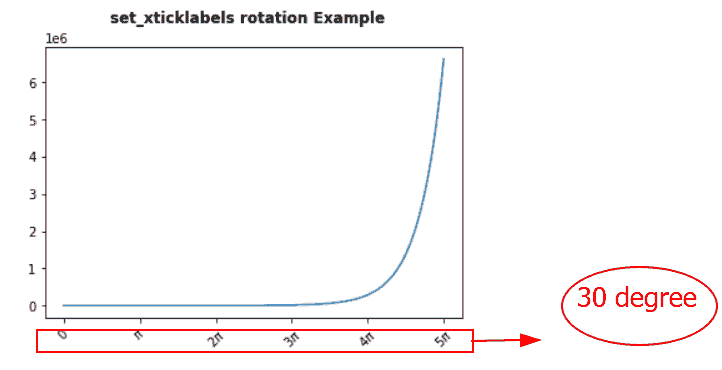 set_xticklabels rotation Example
1e6
6
5
4
3
2
1
0
0 π 2π 3π 4π 5π
30 degree